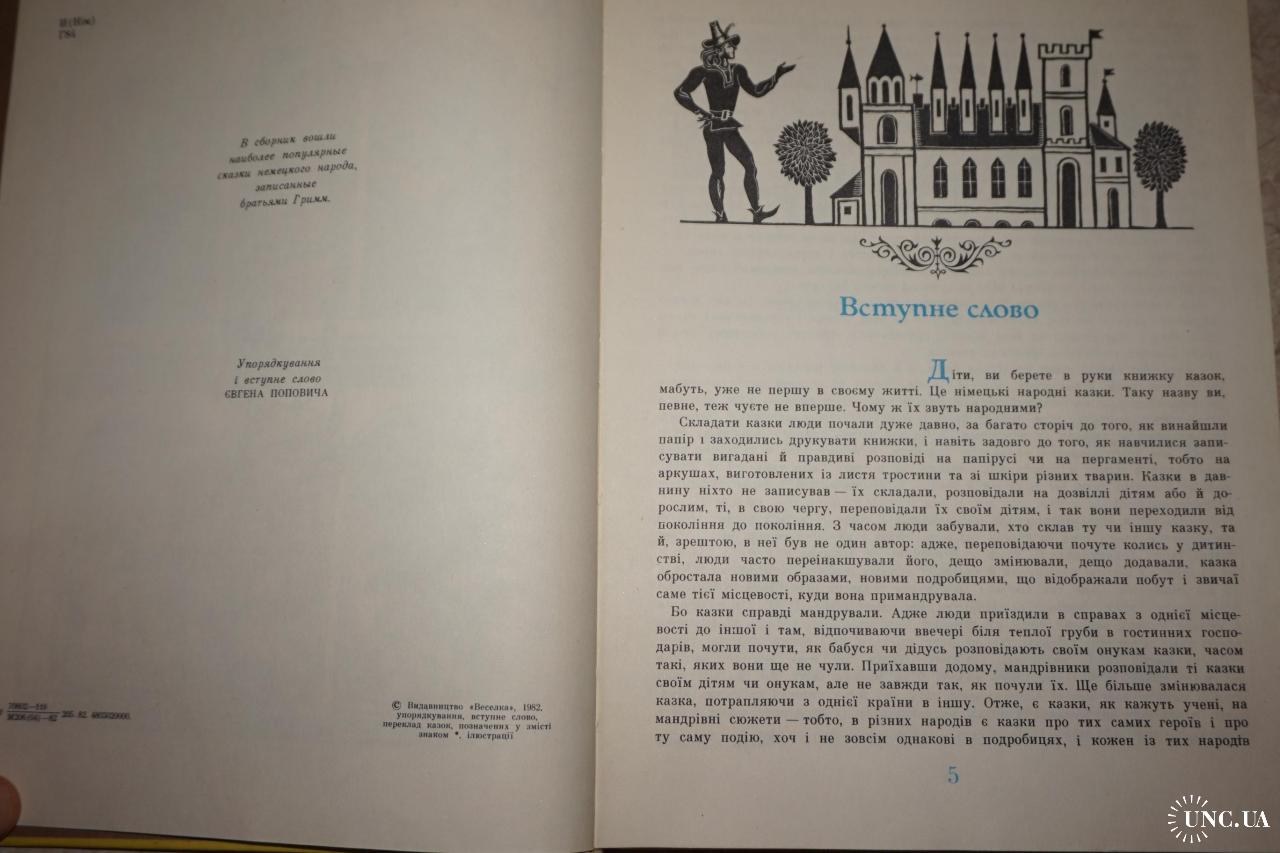 И(Нім)
Г84
В сборник вошли
наиболее популярные
сказки немецкого народа,
записанные
братьями Гримм.
Упорядкування
і вступне слово
ЄВГЕНА ПОПОВИЧА
© Видавництво «Веселка», 1982,
упорядкування, вступне слово,
переклад казок, позначених у змісті
знаком *, ілюстрації
Вступне слово
Діти, ви берете в руки книжку казок,
мабуть, уже не першу в своєму житті. Це німецькі народні казки. Таку назву ви,
певне, теж чуєте не вперше. Чому ж їх звуть народними?
Складати казки люди почали дуже давно, за багато сторіч до того, як винайшли
папір і заходились друкувати книжки, і навіть задовго до того, як навчилися запи-
сувати вигадані й правдиві розповіді на папірусі чи на пергаменті, тобто на
аркушах, виготовлених із листя тростини та зі шкіри різних тварин. Казки в дав-
нину ніхто не записував — їх складали, розповідали на дозвіллі дітям або й до-
рослим, ті, в свою чергу, переповідали їх своїм дітям, і так вони переходили від
покоління до покоління. З часом люди забували, хто склав ту чи іншу казку, та
й, зрештою, в неї був не один автор: адже, переповідаючи почуте колись у дитин-
стві, люди часто переінакшували його, дещо змінювали, дещо додавали, казка
обростала новими образами, новими подробицями, що відображали побут і звичаї
саме тієї місцевості, куди вона примандрувала.
Бо казки справді мандрували. Адже люди приїздили в справах з однієї місце-
вості до іншої і там, відпочиваючи ввечері біля теплої груби в гостинних госпо-
дарів, могли почути, як бабуся чи дідусь розповідають своїм онукам казки, часом
такі, яких вони ще не чули. Приїхавши додому, мандрівники розповідали ті казки
своїм дітям чи онукам, але не завжди так, як почули їх. Ще більше змінювалася
казка, потрапляючи з однієї країни в іншу. Отже, є казки, як кажуть учені, на
мандрівні сюжети — тобто, в різних народів є казки про тих самих героїв і про
ту саму подію, хоч і не зовсім однакові в подробицях, і кожен із тих народів
5
UNC.UA